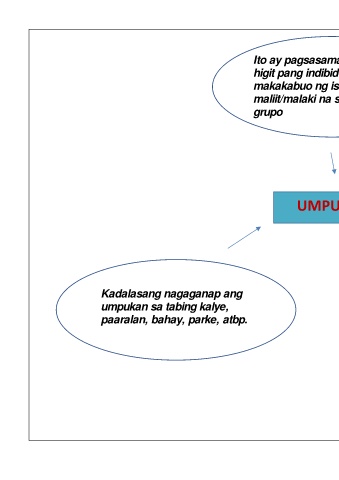 Ito ay pagsasama
higit pang indibid
makakabuo ng is
maliit/malaki na s
grupo
UMPU
Kadalasang nagaganap ang
umpukan sa tabing kalye,
paaralan, bahay, parke, atbp.